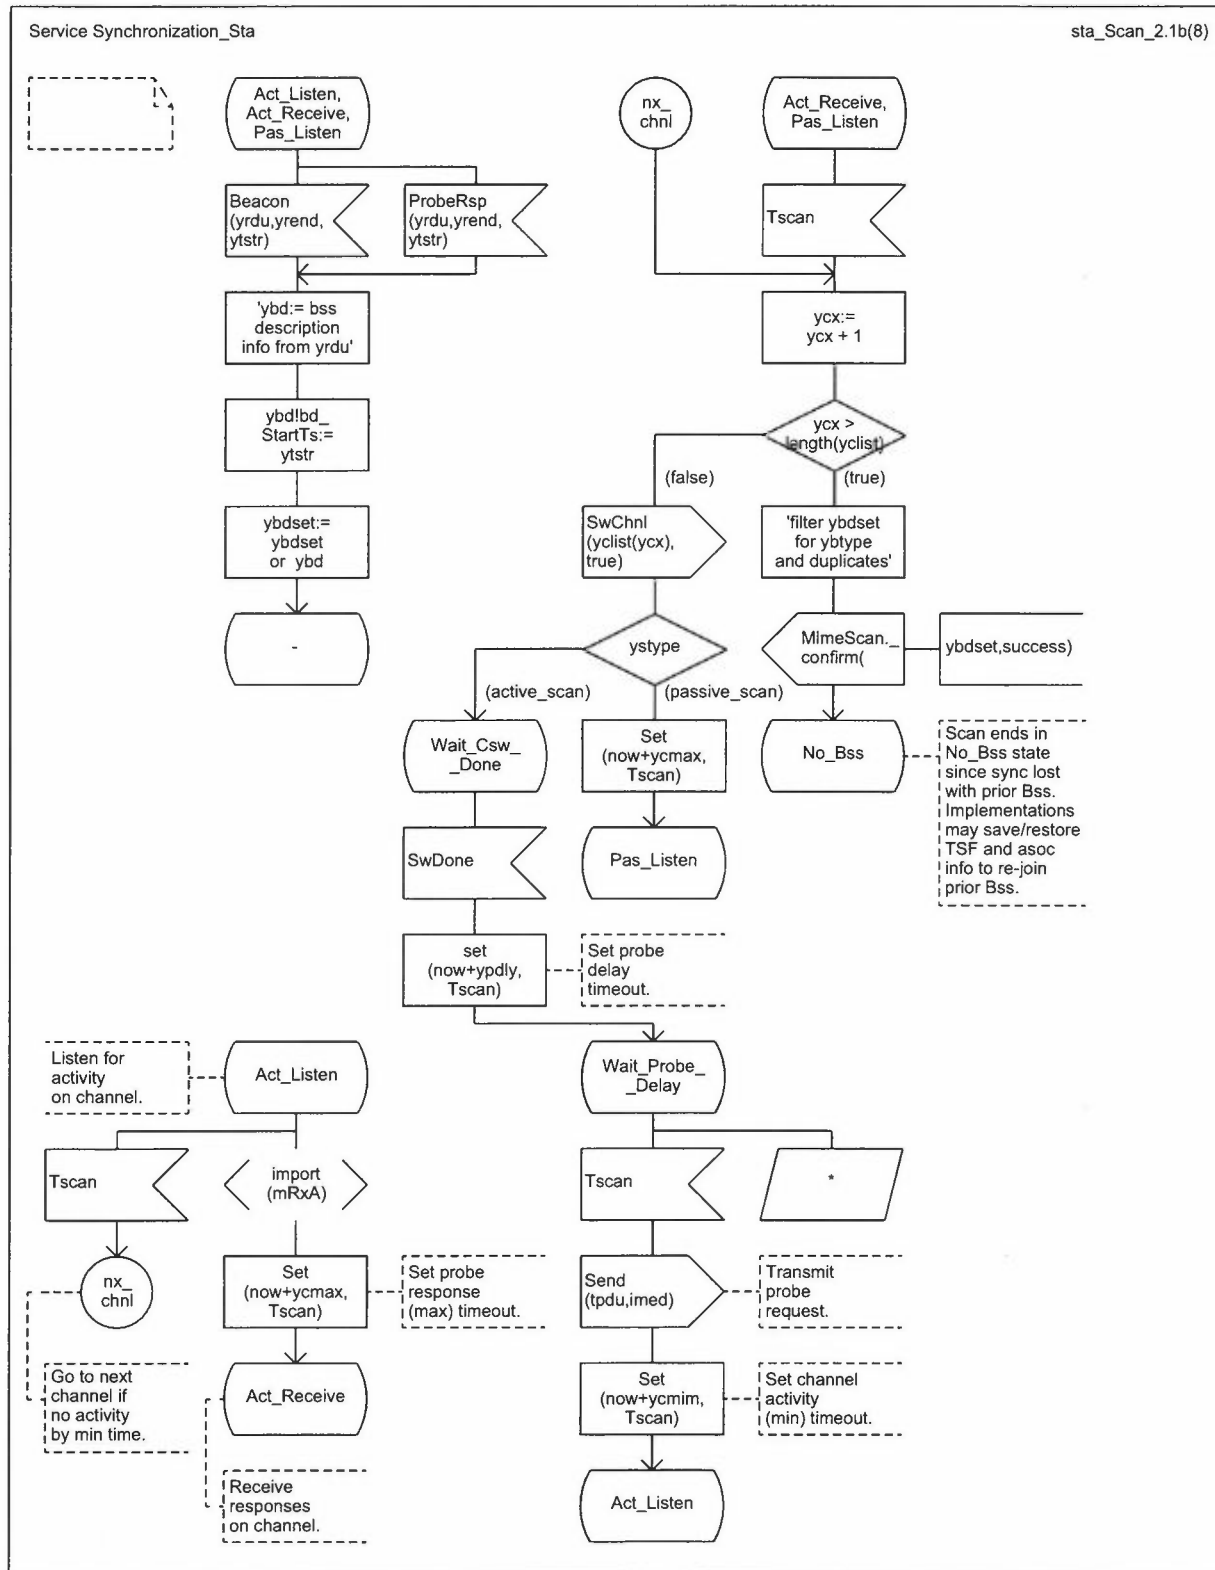 Service Synchronization_Sta
sta_Scan_2.1b(8)
Act_Listen,
Act_Receive,
Pas_Listen
nx_
chnl
Act_Receive,
Pas_Listen
Beacon
(yrdu,yrend,
ytstr)
ProbeRsp
(yrdu,yrend,
ytstr)
Tscan
'ybd:= bss
description
info from yrdu'
ycx:=
ycx + 1
ybd!bd_
StartTs:=
ytstr
ycx >
length(yclist)
(false)
(true)
ybdset:=
ybdset
or ybd
SwChnl
(yclist(ycx),
true)
'filter ybdset
for ybtype
and duplicates'
-
ystype
MlmeScan._
confirm(
ybdset,success)
(active_scan)
(passive_scan)
Wait_Csw_
_Done
Set
(now+ycmax,
Tscan)
No_Bss
Scan ends in
No_Bss state
since sync lost
with prior Bss.
Implementations
may save/restore
TSF and asoc
info to re-join
prior Bss.
SwDone
Pas_Listen
set
(now+ypdly,
Tscan)
Set probe
delay
timeout.
Listen for
activity
on channel.
Act_Listen
Wait_Probe_
_Delay
Tscan
import
(mRxA)
Tscan
*
nx_
chnl
Set
(now+ycmax,
Tscan)
Set probe
response
(max) timeout.
Send
(tpdu,imed)
Transmit
probe
request.
Go to next
channel if
no activity
by min time.
Act_Receive
Set
(now+ycmim,
Tscan)
Set channel
activity
(min) timeout.
Receive
responses
on channel.
Act_Listen